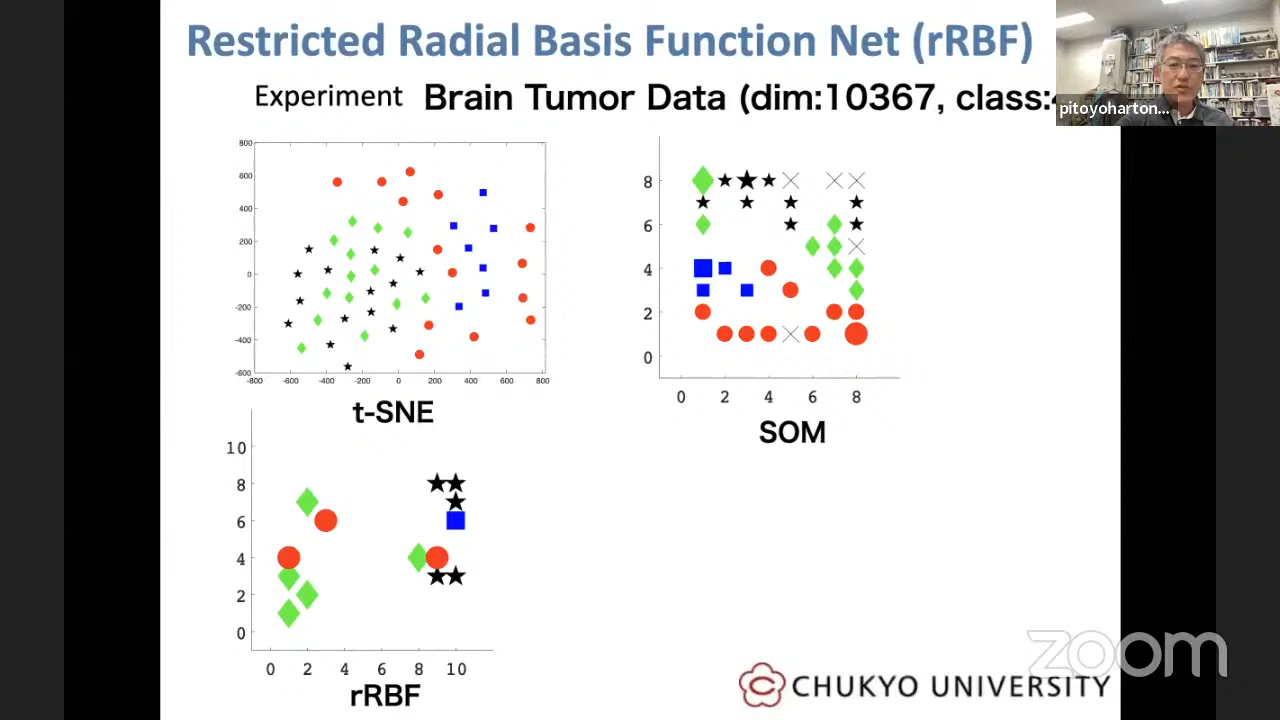 Restricted Radial Basis Function Net (rRBF)
Experiment Brain Tumor Data (dim:10367, class:
pitoyoharton...
800
600
400
200
0
-200
-400
-600
-800 -600 -400 -200 0 200 400 600 800
t-SNE
8
6
4
2
0
0 2 4 6 8
SOM
10
8
6
4
2
0
0 2 4 6 8 10
rRBF
zoom
CHUKYO UNIVERSITY